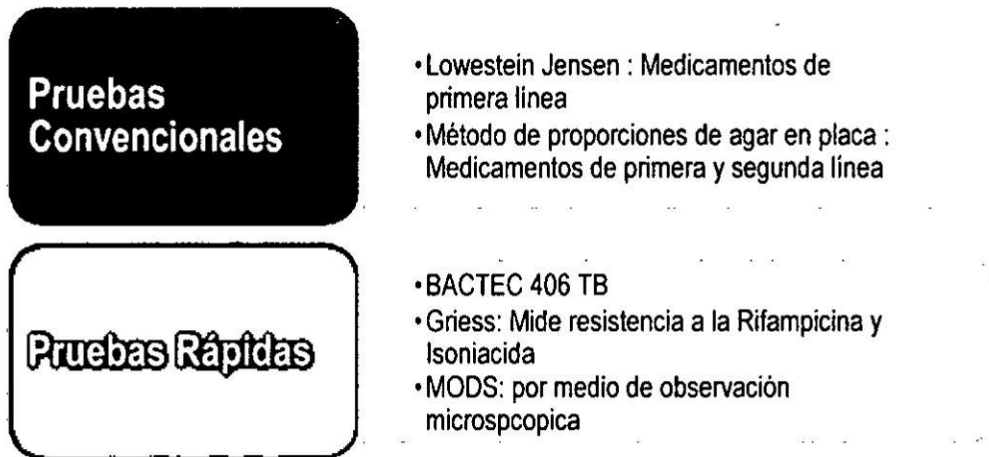 Pruebas
Convencionales
•Lowestein Jensen : Medicamentos de
primera línea
•Método de proporciones de agar en placa :
Medicamentos de primera y segunda línea
Pruebas Rápidas
•BACTEC 406 TB
•Griess: Mide resistencia a la Rifampicina y
Isoniacida
•MODS: por medio de observación
microspcopica